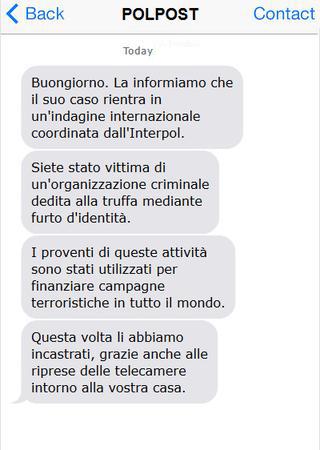 Back POLPOST Contact
Today
Buongiorno. La informiamo che
il suo caso rientra in
un'indagine internazionale
coordinata dall'Interpol.
Siete stato vittima di
un'organizzazione criminale
dedita alla truffa mediante
furto d'identità.
I proventi di queste attività
sono stati utilizzati per
finanziare campagne
terroristiche in tutto il mondo.
Questa volta li abbiamo
incastrati, grazie anche alle
riprese delle telecamere
intorno alla vostra casa.